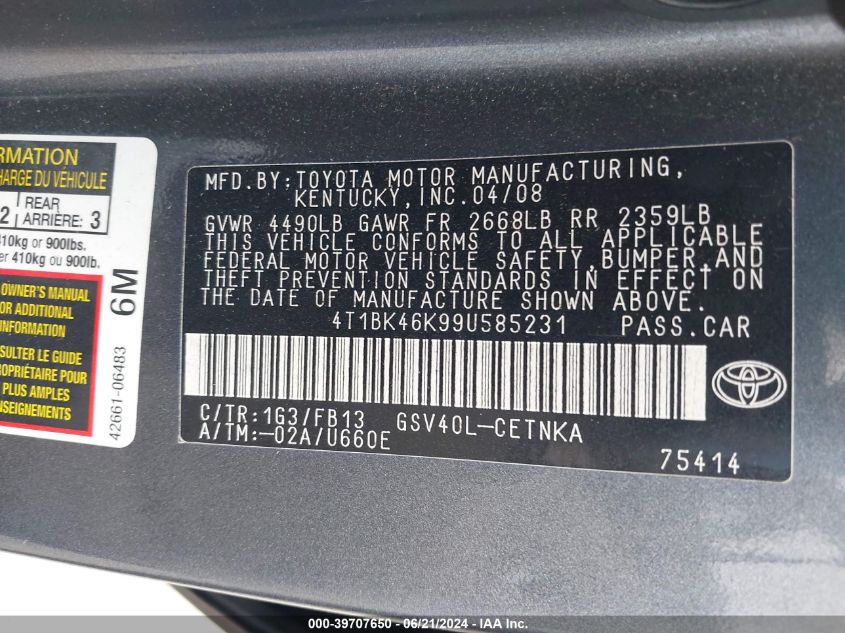 RMATION
CHARGE DU VÉHICULE
REAR
2 ARRIÈRE: 3
410kg or 900lbs.
er 410kg ou 900lb.
OWNER'S MANUAL
OR ADDITIONAL
INFORMATION
SULTER LE GUIDE
PROPRIÉTAIRE POUR
PLUS AMPLES
ENSEIGNEMENTS
6M
42661-06483
MFD.BY:TOYOTA MOTOR MANUFACTURING,
KENTUCKY,INC.04/08
GVWR 4490LB GAWR FR 2668LB RR 2359LB
THIS VEHICLE CONFORMS TO ALL APPLICABLE
FEDERAL MOTOR VEHICLE SAFETY,BUMPER,AND
THEFT PREVENTION STANDARDS IN EFFECT ON
THE DATE OF MANUFACTURE SHOWN ABOVE.
4T1BK46K99U585231 PASS.CAR
C/TR:1G3/FB13 GSV40L-CETNKA
A/TM:-02A/U660E
75414
000-39707650 - 06/21/2024 - IAA Inc.